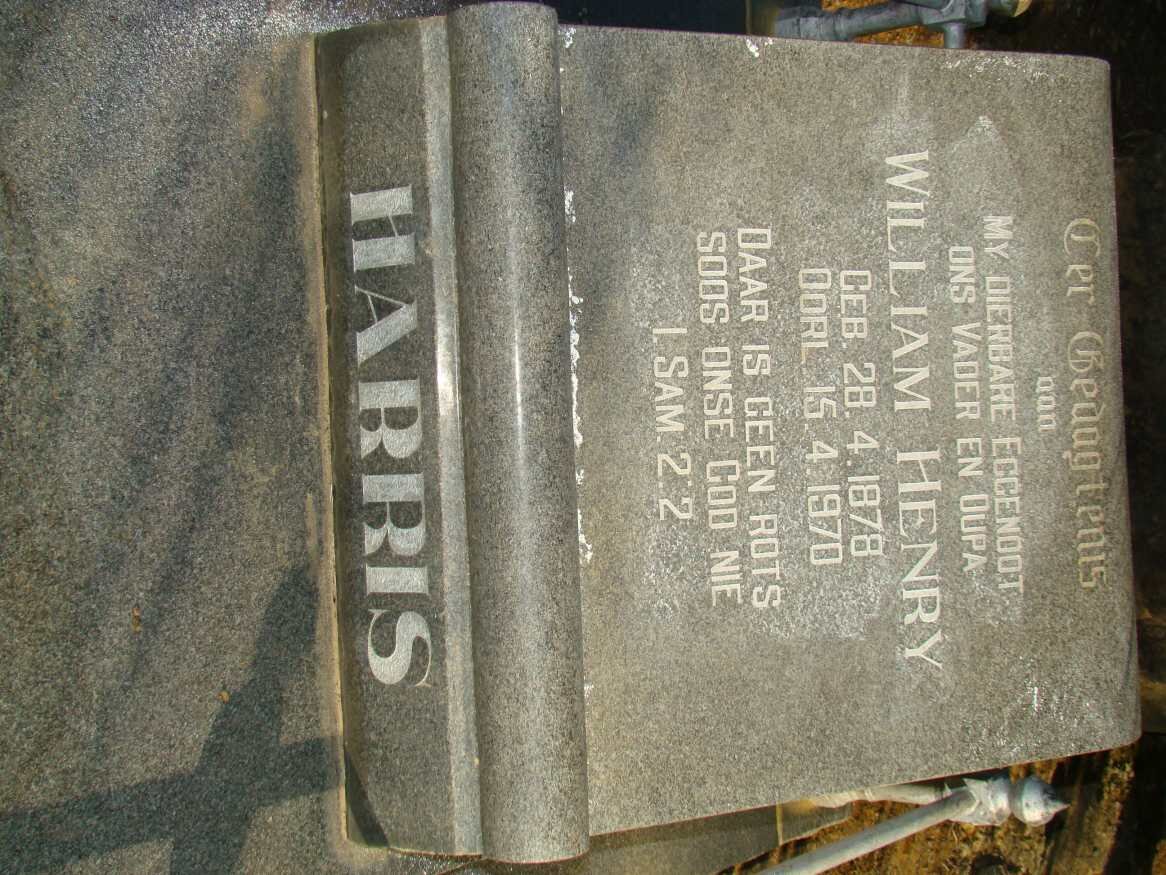 Ter Gedagtenis
aan
MY DIERBARE EGGENOOT
ONS VADER EN OUPA
WILLIAM HENRY
GEB. 28. 4. 1878
OORL. 15. 4. 1970
DAAR IS GEEN ROTS
SOOS ONSE GOD NIE
I. SAM. 2:2
HARRIS